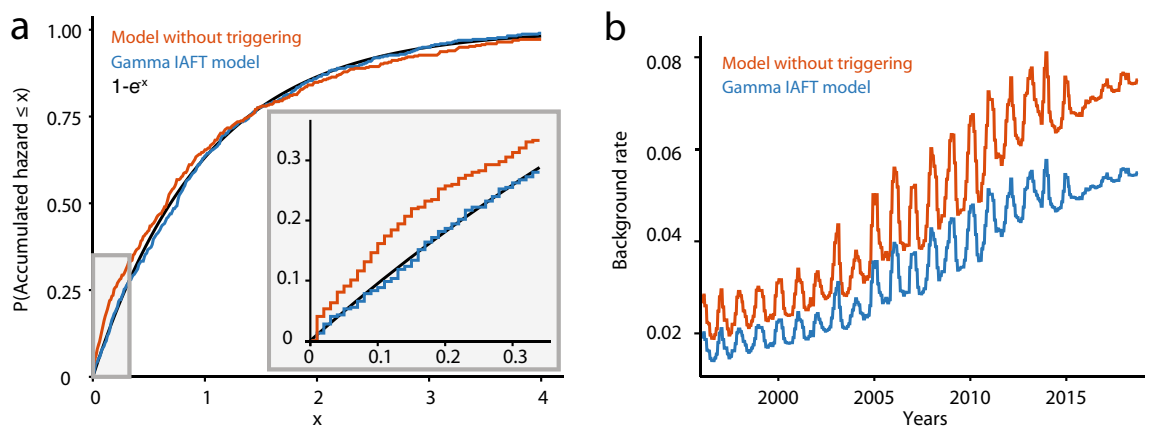 a
Model without triggering
Gamma IAFT model
1-eˣ
P(Accumulated hazard ≤ x)
1.00
0.75
0.50
0.25
0
0 1 2 3 4
x
0.3
0.2
0.1
0
0 0.1 0.2 0.3
b
Model without triggering
Gamma IAFT model
Background rate
0.08
0.06
0.04
0.02
2000 2005 2010 2015
Years